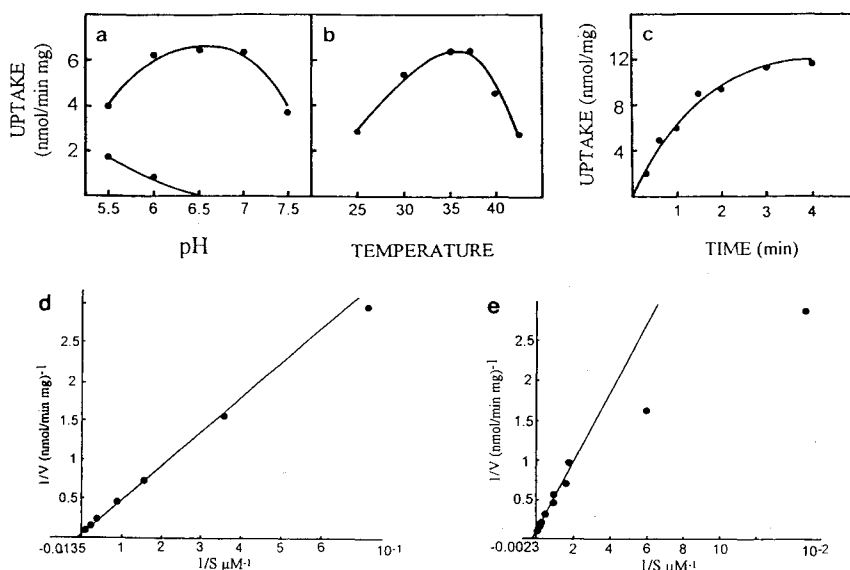 a
b
c
UPTAKE
(nmol/min mg)
6
4
2
5.5 6 6.5 7 7.5
pH
25 30 35 40
TEMPERATURE
UPTAKE (nmol/mg)
12
8
4
1 2 3 4
TIME (min)
d
1/V (nmol/min mg)-1
2.5
2
1.5
1
0.5
-0.0135 1 2 3 4 5 6 10-1
1/S µM-1
e
1/V (nmol/min mg)-1
2.5
2
1.5
1
0.5
-0.0023 2 4 6 8 10 10-2
1/S µM-1